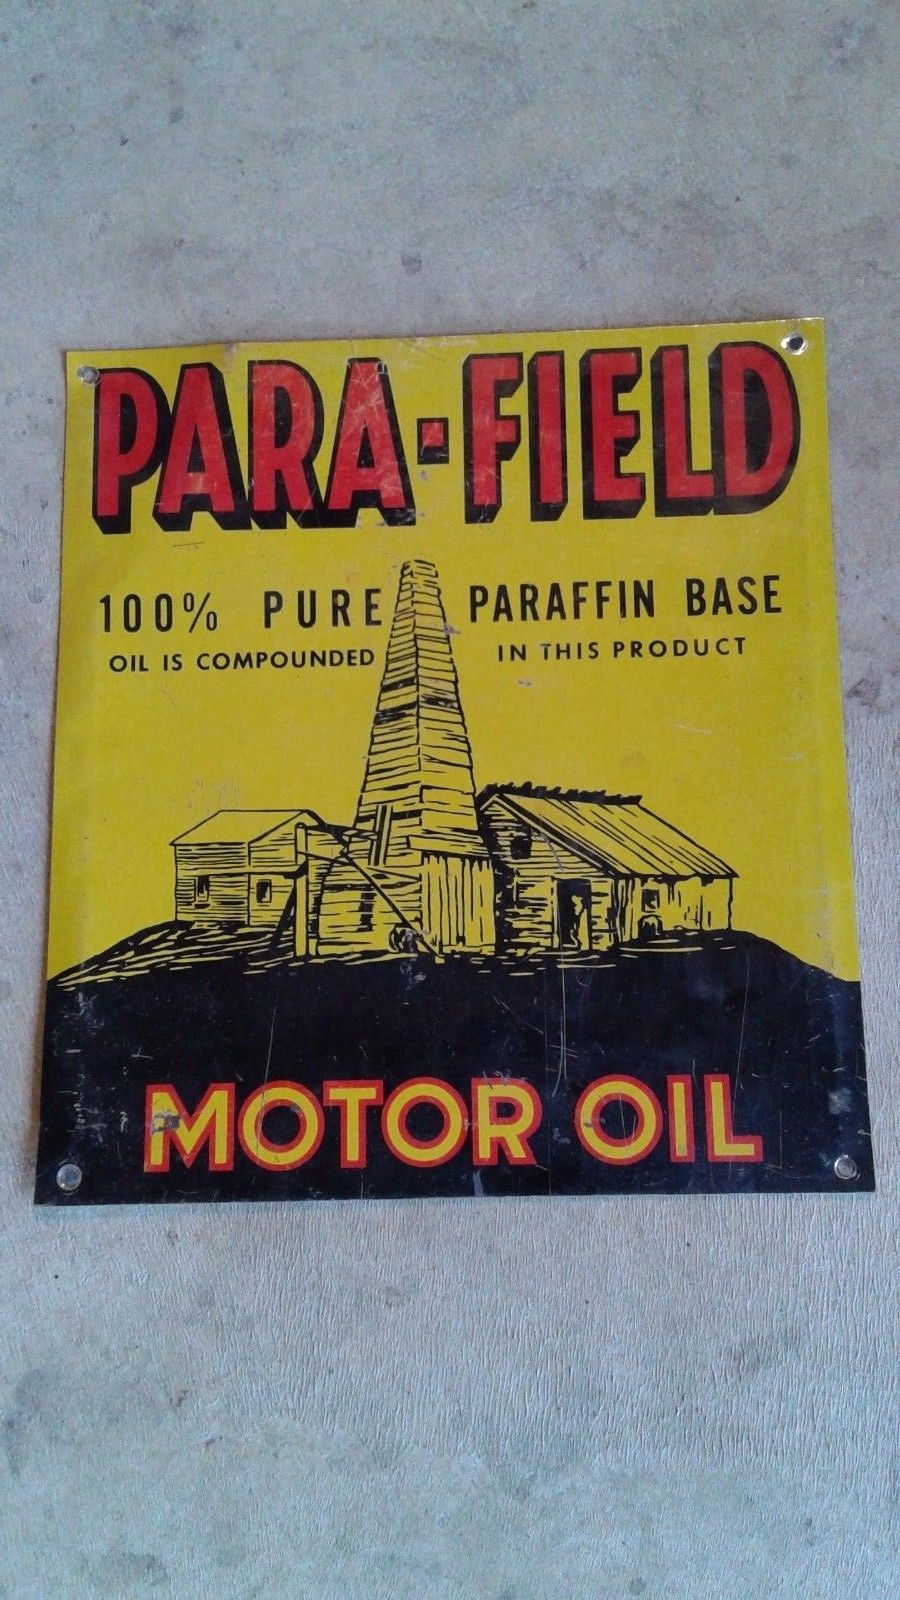 PARA-FIELD
100% PURE PARAFFIN BASE
OIL IS COMPOUNDED IN THIS PRODUCT
MOTOR OIL